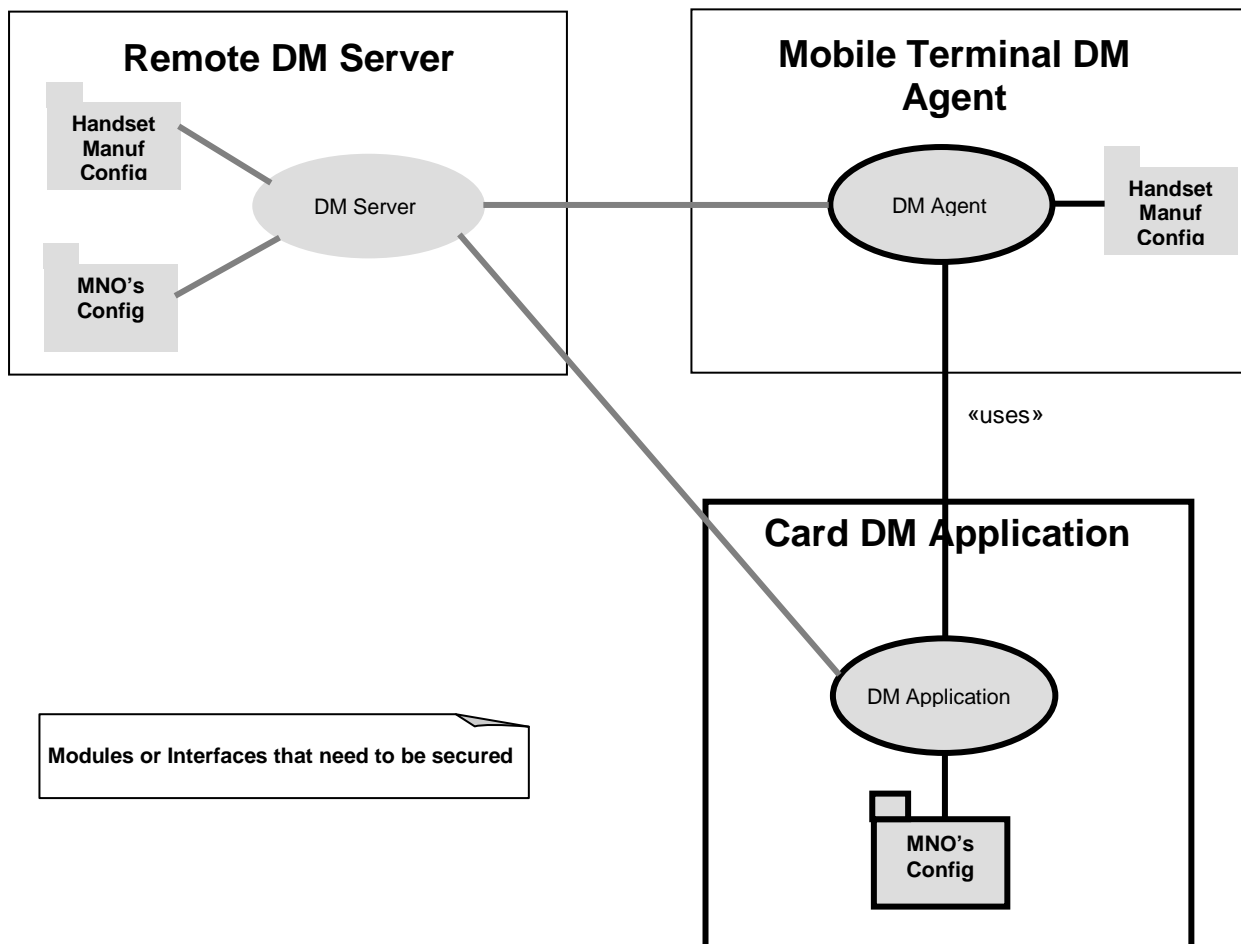 Remote DM Server
Handset
Manuf
Config
DM Server
MNO's
Config
Mobile Terminal DM
Agent
DM Agent
Handset
Manuf
Config
«uses»
Card DM Application
DM Application
MNO's
Config
Modules or Interfaces that need to be secured